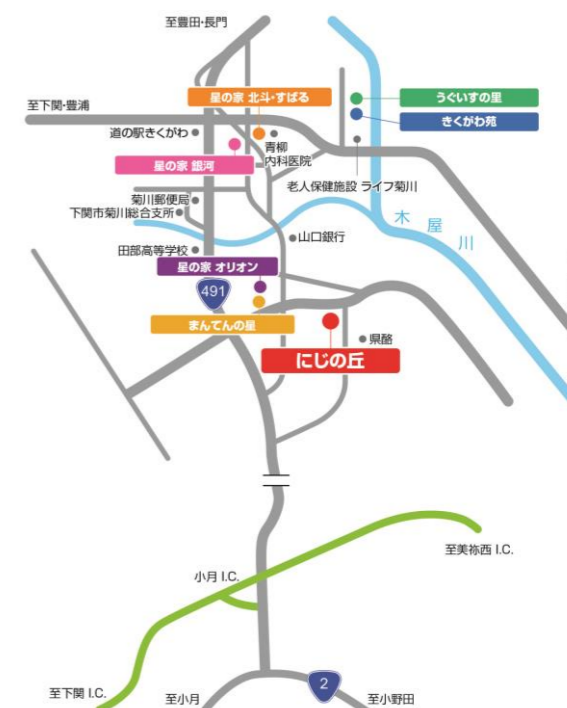 至豊田・長門
星の家 北斗・すばる
うぐいすの里
至下関・豊浦
きくがわ苑
道の駅きくがわ
青柳
内科医院
星の家 銀河
老人保健施設 ライフ菊川
菊川郵便局
下関市菊川総合支所
木屋川
山口銀行
田部高等学校
星の家 オリオン
491
まんてんの星
県酪
にじの丘
至美祢西 I.C.
小月 I.C.
2
至下関 I.C.
至小月
至小野田